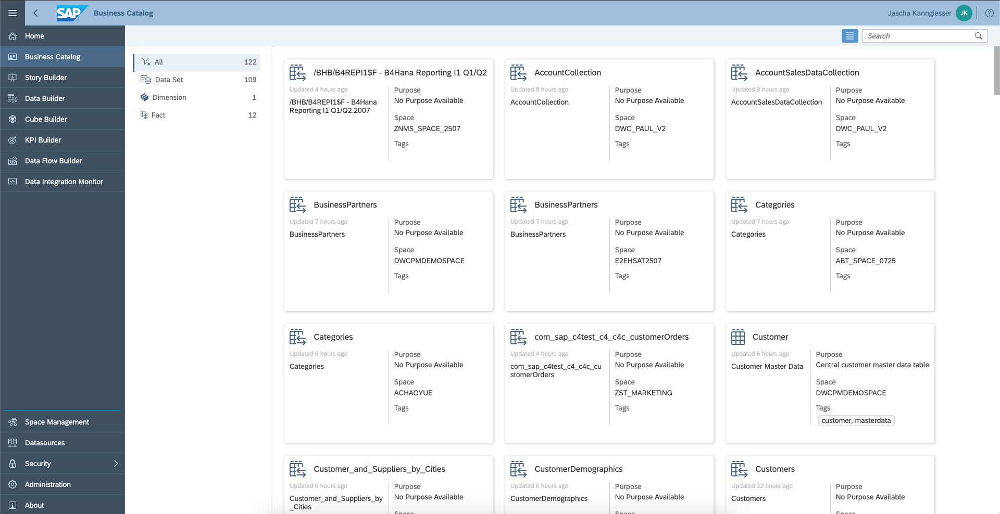 SAP
Business Catalog
Jascha Kanngiesser
JK
?
Home
Business Catalog
Story Builder
Data Builder
Cube Builder
KPI Builder
Data Flow Builder
Data Integration Monitor
Space Management
Datasources
Security
Administration
About
Search
All 122
Data Set 109
Dimension 1
Fact 12
/BHB/B4REPI1$F - B4Hana Reporting I1 Q1/Q2
Updated 4 hours ago
/BHB/B4REPI1$F - B4Hana
Reporting I1 Q1/Q2.2007
Purpose
No Purpose Available
Space
ZNMS_SPACE_2507
Tags
AccountCollection
Updated 9 hours ago
AccountCollection
Purpose
No Purpose Available
Space
DWC_PAUL_V2
Tags
AccountSalesDataCollection
Updated 9 hours ago
AccountSalesDataCollection
Purpose
No Purpose Available
Space
DWC_PAUL_V2
Tags
BusinessPartners
Updated 7 hours ago
BusinessPartners
Purpose
No Purpose Available
Space
DWCPMDEMOSPACE
Tags
BusinessPartners
Updated 7 hours ago
BusinessPartners
Purpose
No Purpose Available
Space
E2EHSAT2507
Tags
Categories
Updated 7 hours ago
Categories
Purpose
No Purpose Available
Space
ABT_SPACE_0725
Tags
Categories
Updated 6 hours ago
Categories
Purpose
No Purpose Available
Space
ACHAOYUE
Tags
com_sap_c4test_c4_c4c_customerOrders
Updated 4 hours ago
com_sap_c4test_c4_c4c_cu
stomerOrders
Purpose
No Purpose Available
Space
ZST_MARKETING
Tags
Customer
Updated 6 hours ago
Customer Master Data
Purpose
Central customer master data table
Space
DWCPMDEMOSPACE
Tags
customer, masterdata
Customer_and_Suppliers_by_Cities
Updated 6 hours ago
Customer_and_Suppliers_by
_Cities
Purpose
No Purpose Available
Space
CustomerDemographics
Updated 6 hours ago
CustomerDemographics
Purpose
No Purpose Available
Space
Customers
Updated 22 hours ago
Customers
Purpose
No Purpose Available
Space